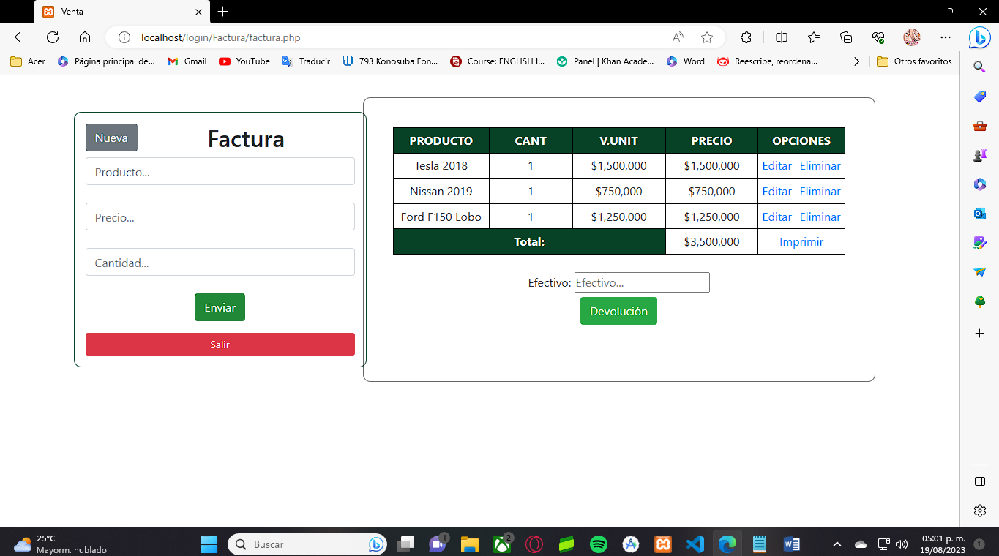 Venta
localhost/login/Factura/factura.php
Acer
Página principal de...
Gmail
YouTube
Traducir
793 Konosuba Fon...
Course: ENGLISH I...
Panel | Khan Acade...
Word
Reescribe, reordena...
Otros favoritos
Nueva
Factura
Producto...
Precio...
Cantidad...
Enviar
Salir
PRODUCTO CANT V.UNIT PRECIO OPCIONES
Tesla 2018 1 $1,500,000 $1,500,000 Editar Eliminar
Nissan 2019 1 $750,000 $750,000 Editar Eliminar
Ford F150 Lobo 1 $1,250,000 $1,250,000 Editar Eliminar
Total: $3,500,000 Imprimir
Efectivo: Efectivo...
Devolución
25°C
Mayorm. nublado
Buscar
1
2
05:01 p. m.
19/08/2023
1